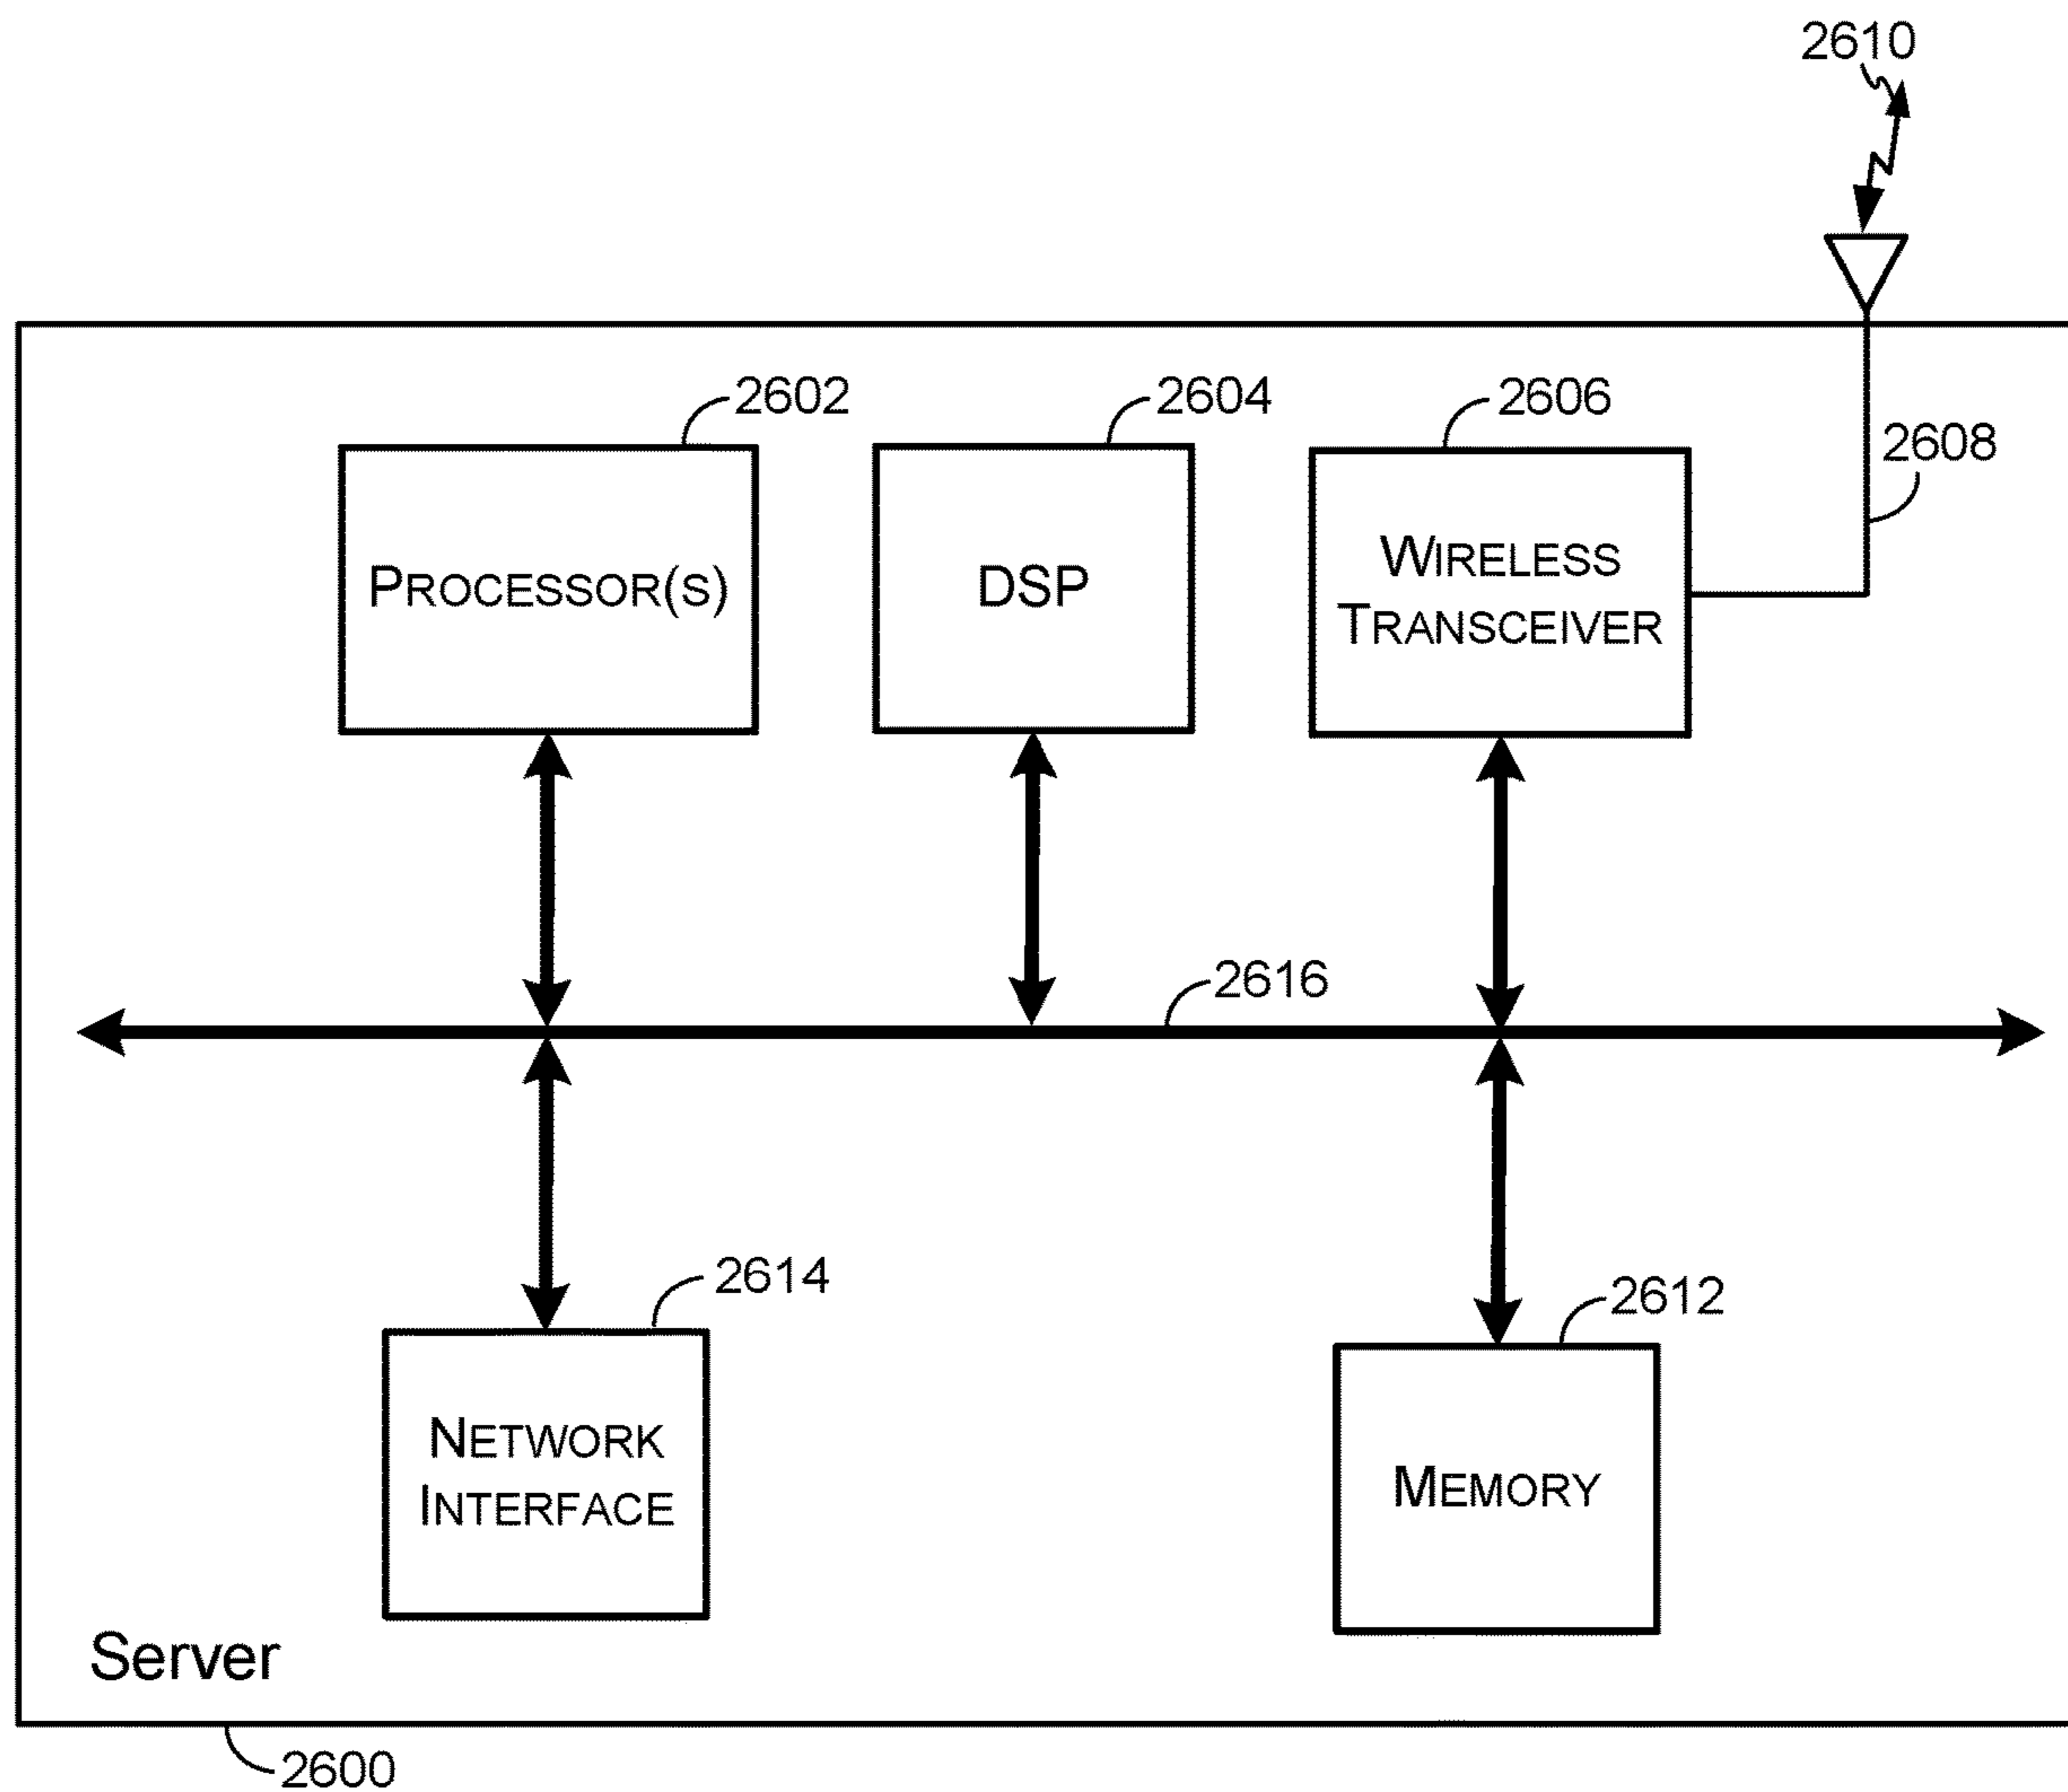 2610
2602
2604
2606
2608
PROCESSOR(S)
DSP
WIRELESS
TRANSCEIVER
2616
2614
2612
NETWORK
INTERFACE
MEMORY
Server
2600